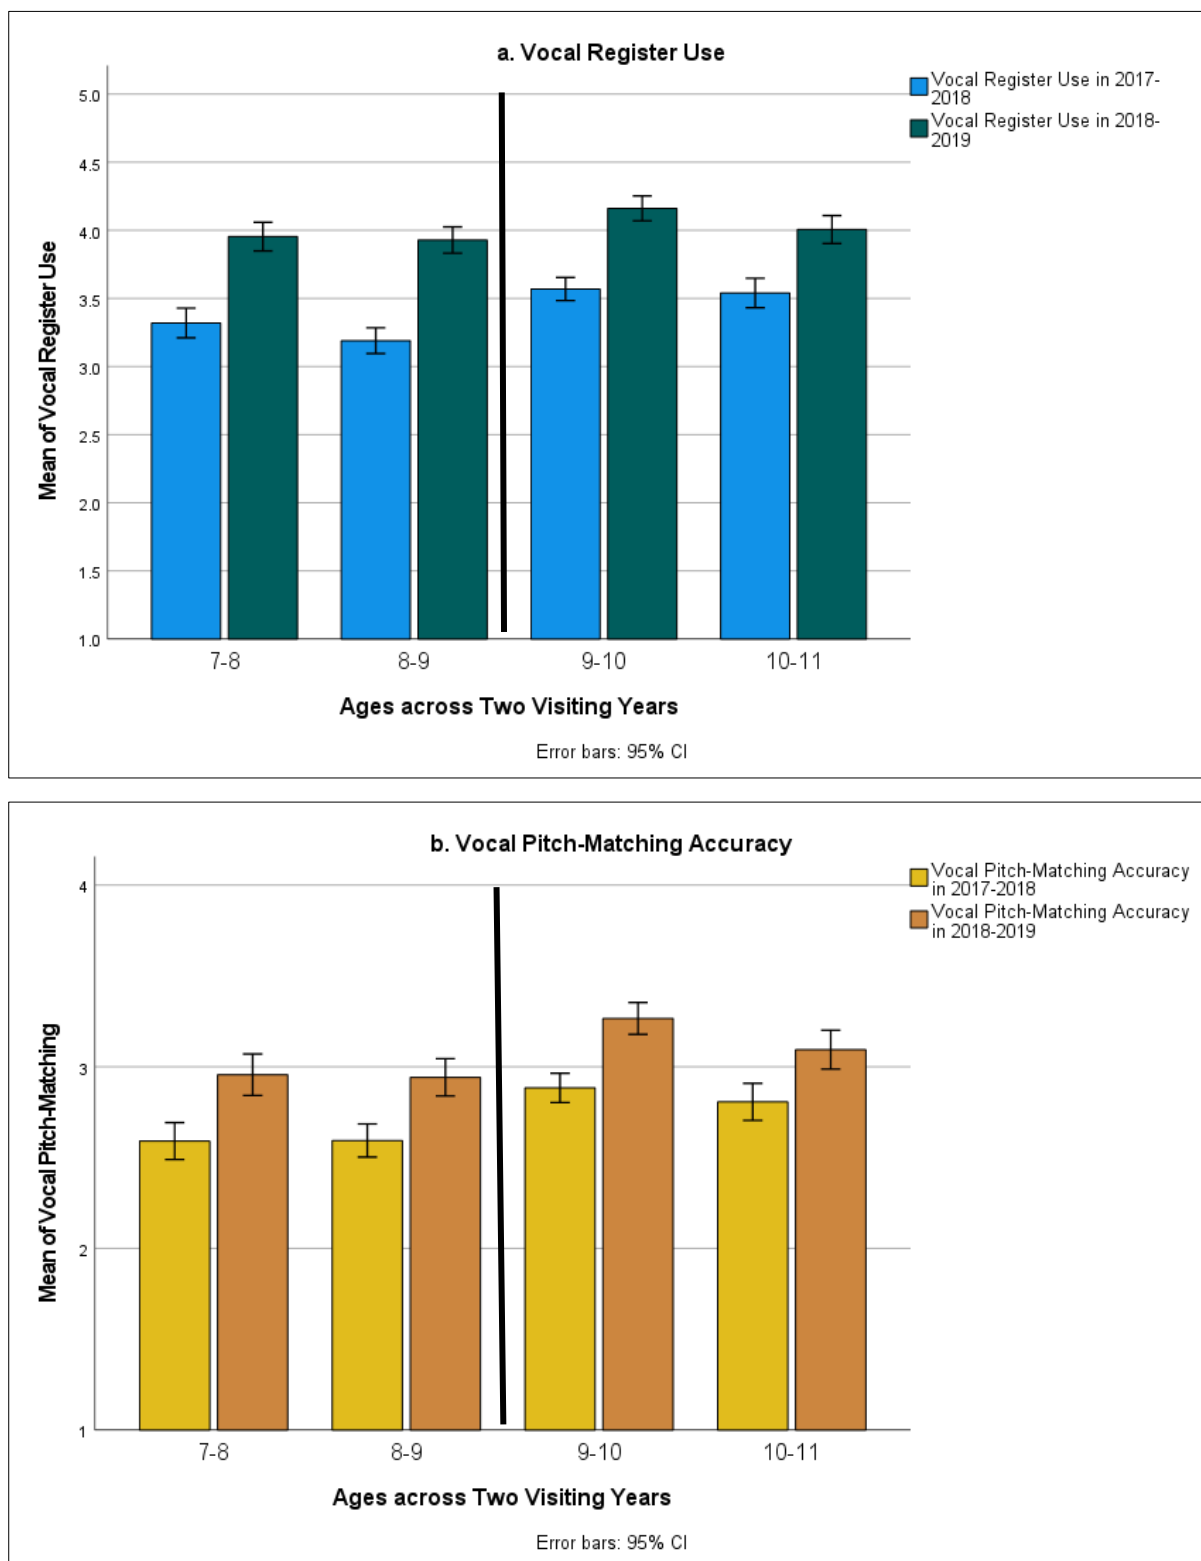 a. Vocal Register Use
Vocal Register Use in 2017-
2018
Vocal Register Use in 2018-
2019
Mean of Vocal Register Use
5.0
4.5
4.0
3.5
3.0
2.5
2.0
1.5
1.0
7-8
8-9
9-10
10-11
Ages across Two Visiting Years
Error bars: 95% CI
b. Vocal Pitch-Matching Accuracy
Vocal Pitch-Matching Accuracy
in 2017-2018
Vocal Pitch-Matching Accuracy
in 2018-2019
Mean of Vocal Pitch-Matching
4
3
2
1
7-8
8-9
9-10
10-11
Ages across Two Visiting Years
Error bars: 95% CI